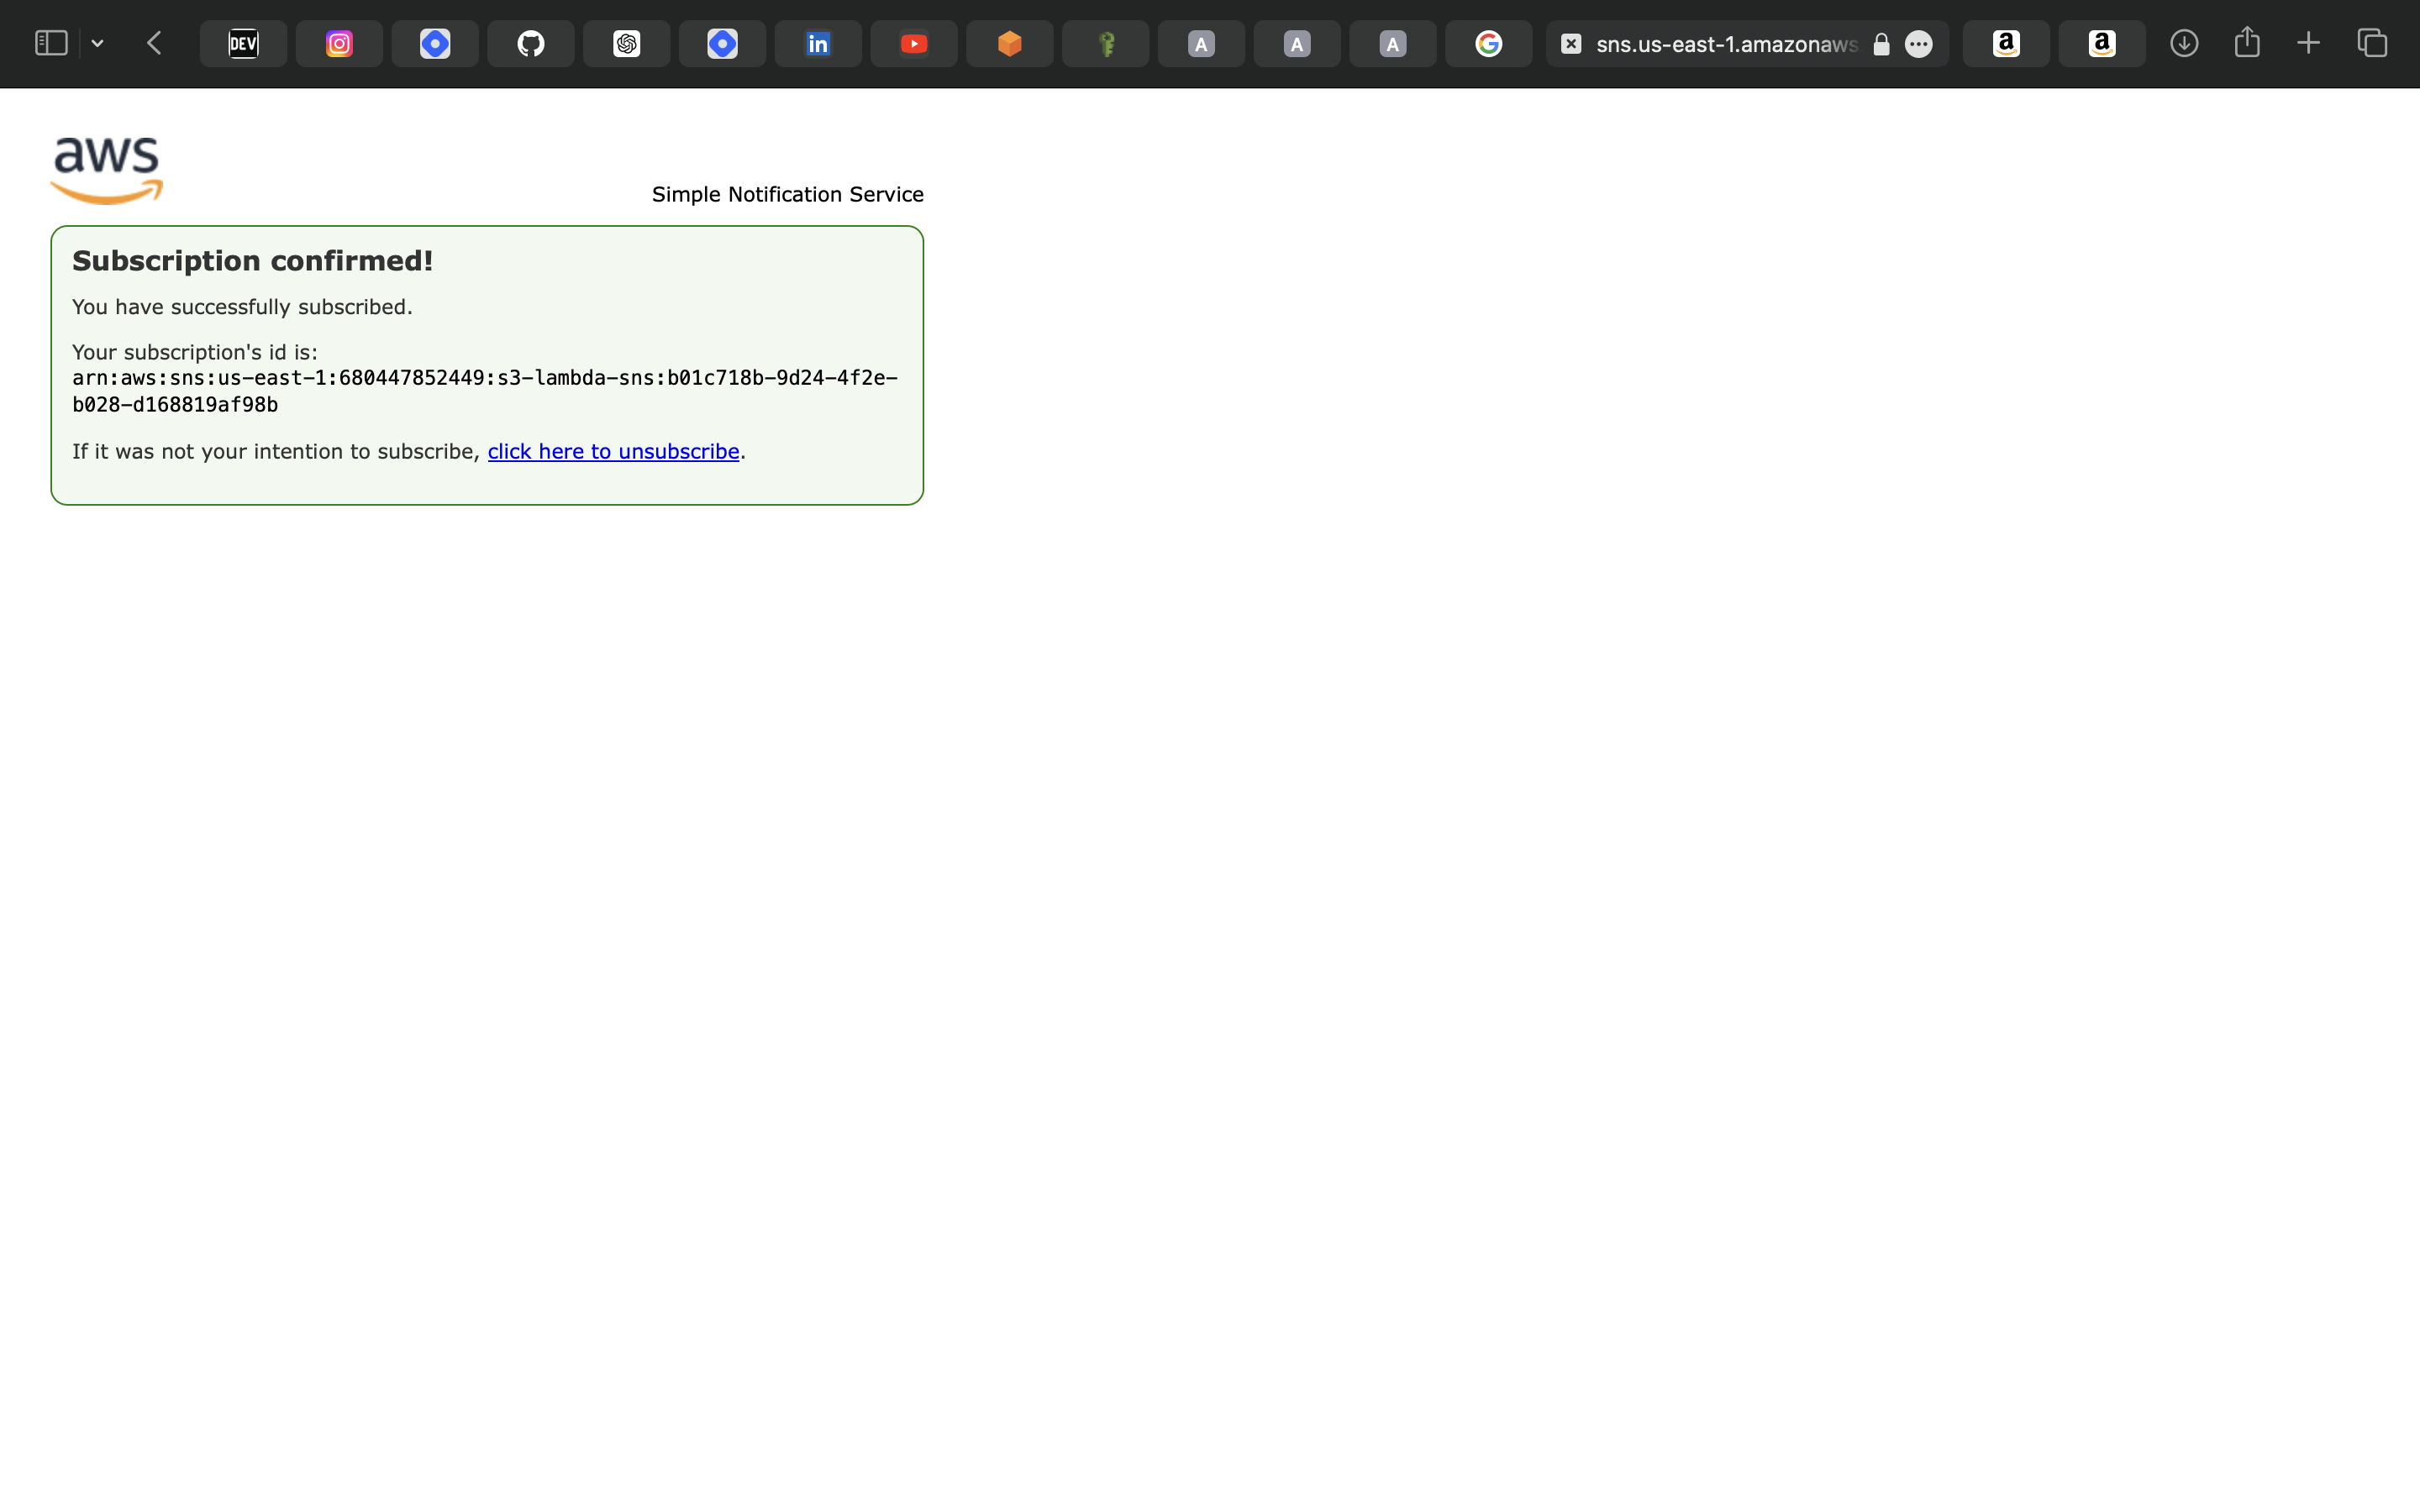 DEV
in
A
A
A
sns.us-east-1.amazonaws
a
a
aws
Simple Notification Service
Subscription confirmed!
You have successfully subscribed.
Your subscription's id is:
arn:aws:sns:us-east-1:680447852449:s3-lambda-sns:b01c718b-9d24-4f2e-
b028-d168819af98b
If it was not your intention to subscribe, click here to unsubscribe.